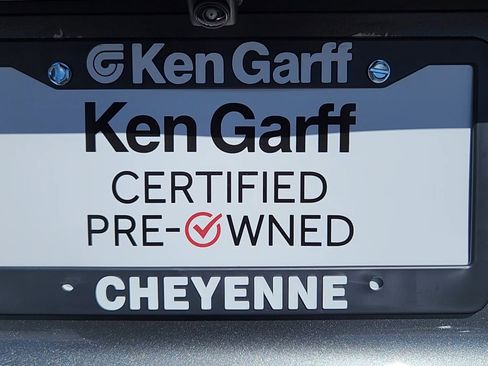 Ken Garff
Ken Garff
CERTIFIED
PRE-OWNED
CHEYENNE